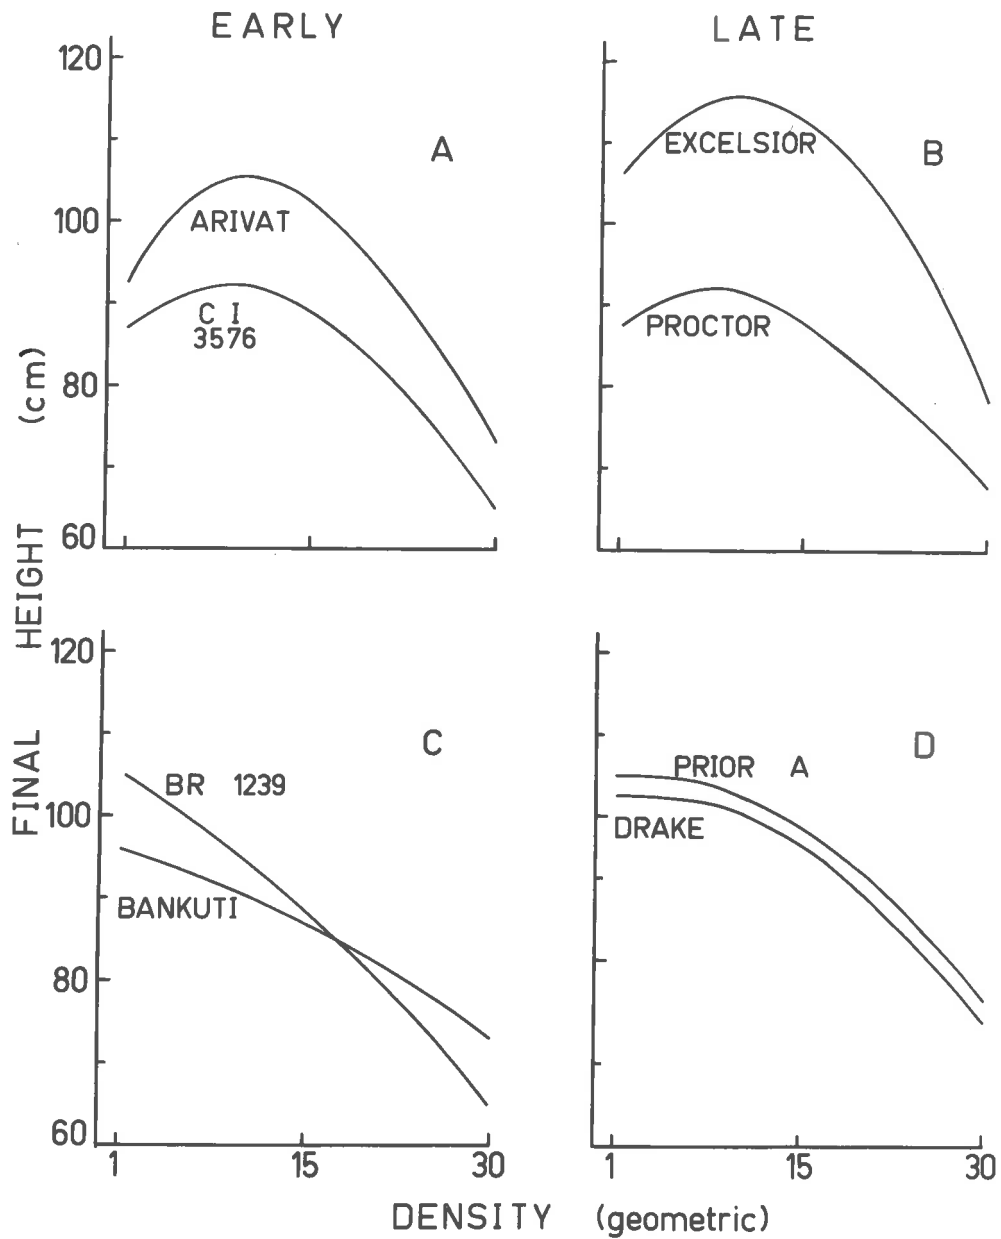 EARLY
LATE
120
100
80
60
A
ARIVAT
C I
3576
B
EXCELSIOR
PROCTOR
FINAL HEIGHT (cm)
120
100
80
60
C
BR 1239
BANKUTI
D
PRIOR A
DRAKE
1 15 30
1 15 30
DENSITY (geometric)